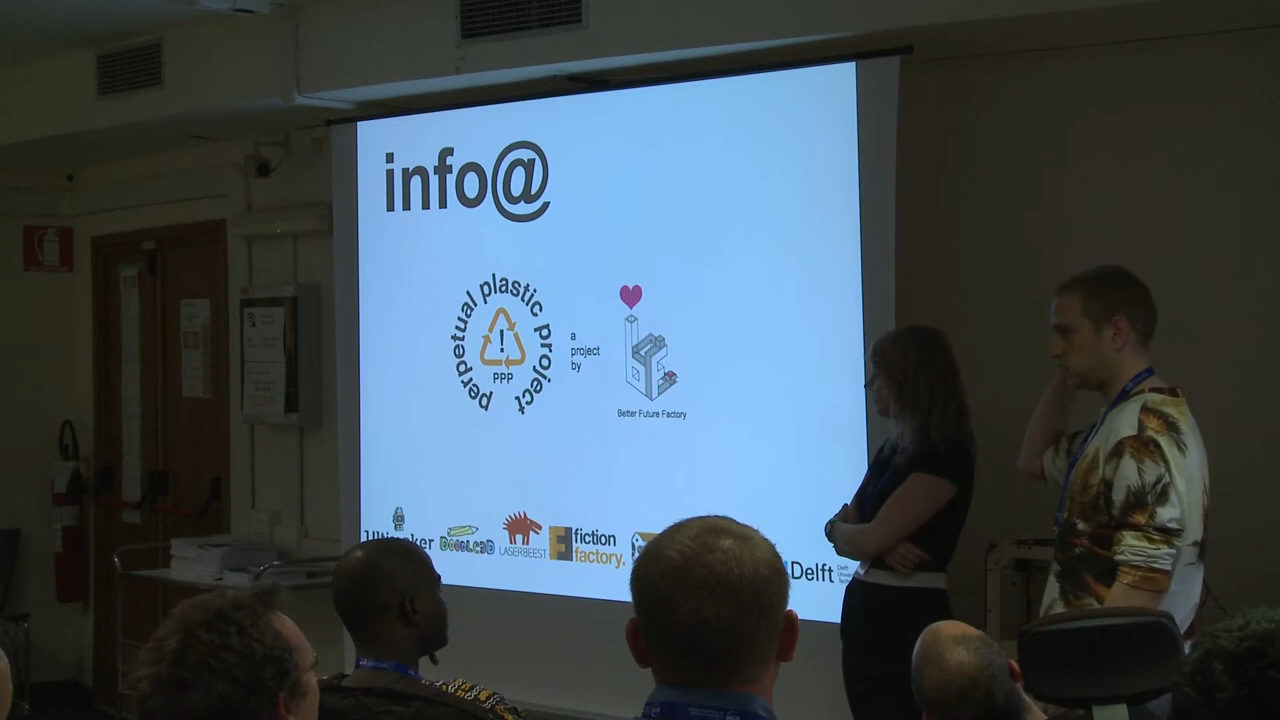 info@
perpetual plastic project
!
PPP
a
project
by
Better Future Factory
DOODLE3D
LASERBEEST
fiction
factory.
Delft